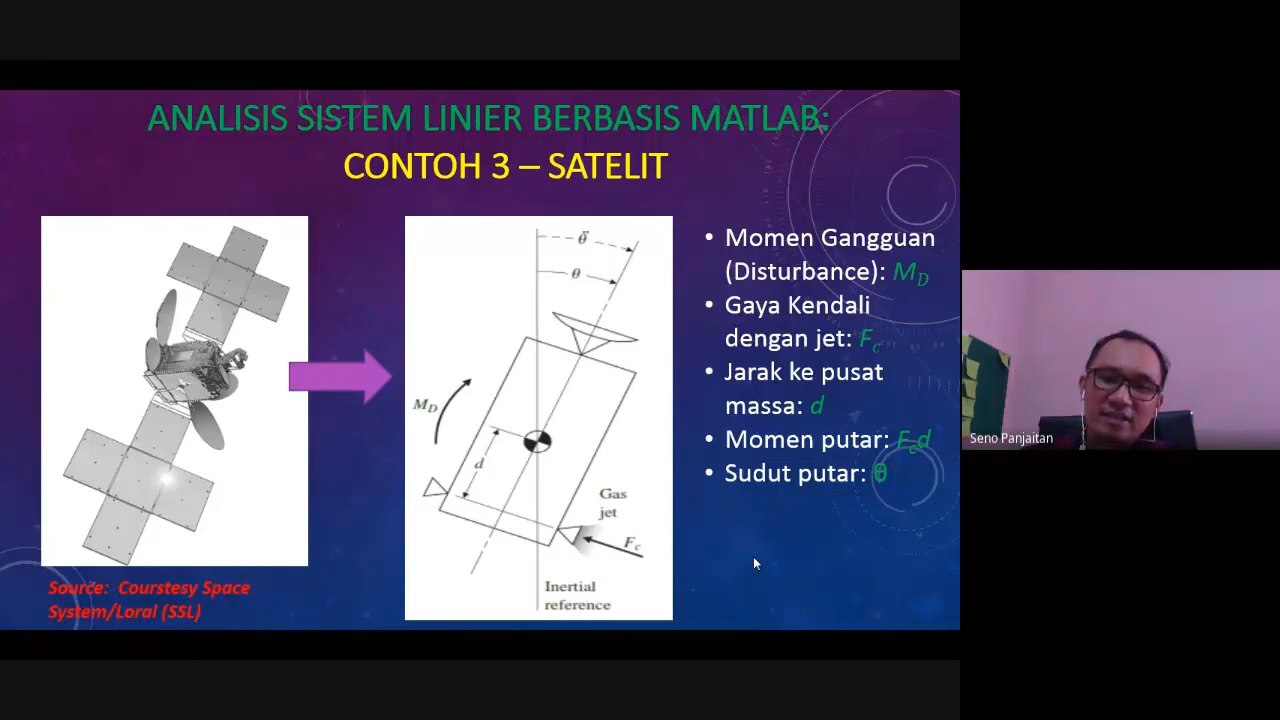 ANALISIS SISTEM LINIER BERBASIS MATLAB:
CONTOH 3 – SATELIT
θ̈
θ
M_D
d
Gas
jet
F_c
Inertial
reference
• Momen Gangguan
(Disturbance): M_D
• Gaya Kendali
dengan jet: F_c
• Jarak ke pusat
massa: d
• Momen putar: F_cd
• Sudut putar: θ
Source: Courstesy Space
System/Loral (SSL)
Seno Panjaitan